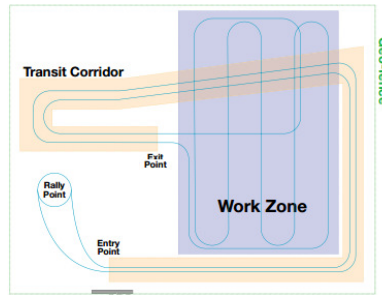 Transit Corridor
Exit
Point
Rally
Point
Work Zone
Entry
Point